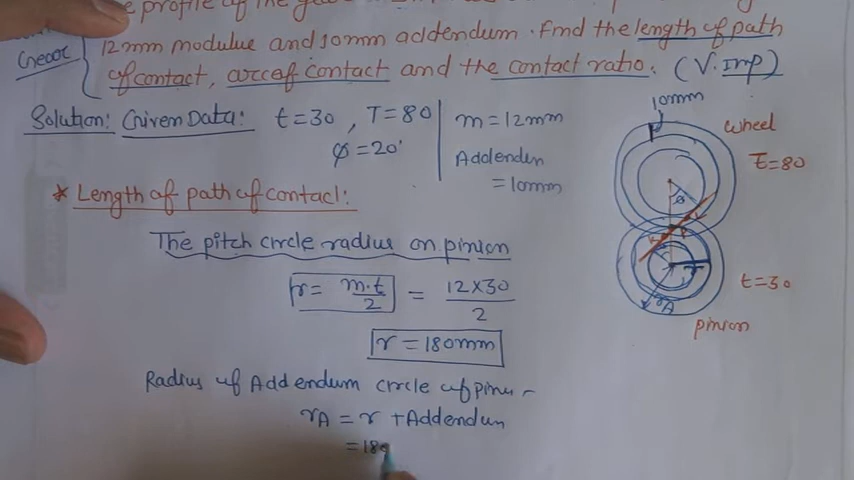 e profile of the
12mm module and 10mm addendum. Find the length of path
Gear
of contact, arc of contact and the contact ratio. (V.Imp)
Solution: Given Data: t=30, T=80
m=12mm
φ=20°
Addenden
=10mm
* Length of path of contact:
The pitch circle radius on pinion
r = m.t/2 = 12×30/2
r = 180mm
Radius of Addendum circle of pinion
rA = r + Addendum
=180
10mm
wheel
T=80
φ
r
rA
t=30
pinion